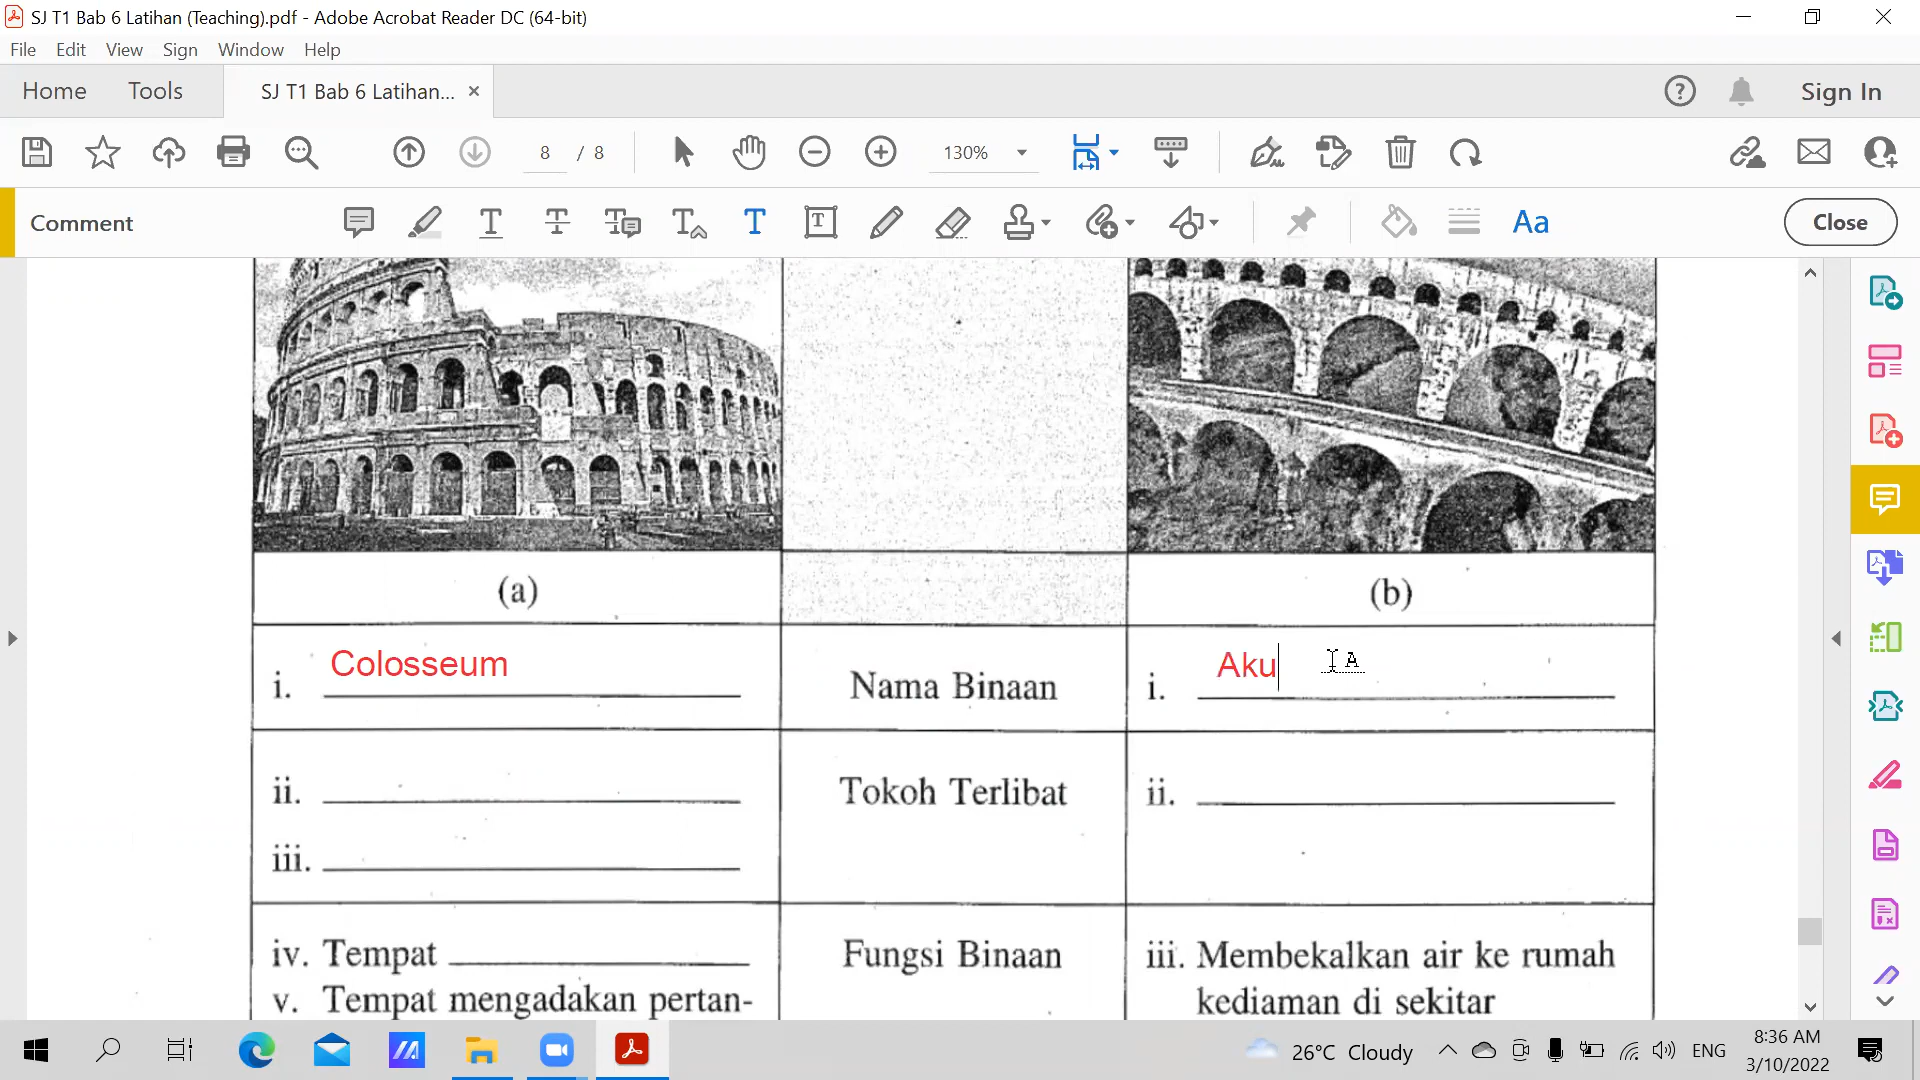 SJ T1 Bab 6 Latihan (Teaching).pdf - Adobe Acrobat Reader DC (64-bit)
File Edit View Sign Window Help
Home Tools SJ T1 Bab 6 Latihan... × Sign In
8 / 8 130%
Comment Close
(a) (b)
i. Colosseum Nama Binaan i. Aku
ii. Tokoh Terlibat ii.
iii.
iv. Tempat Fungsi Binaan iii. Membekalkan air ke rumah
v. Tempat mengadakan pertan- kediaman di sekitar
26°C Cloudy ENG 8:36 AM
3/10/2022